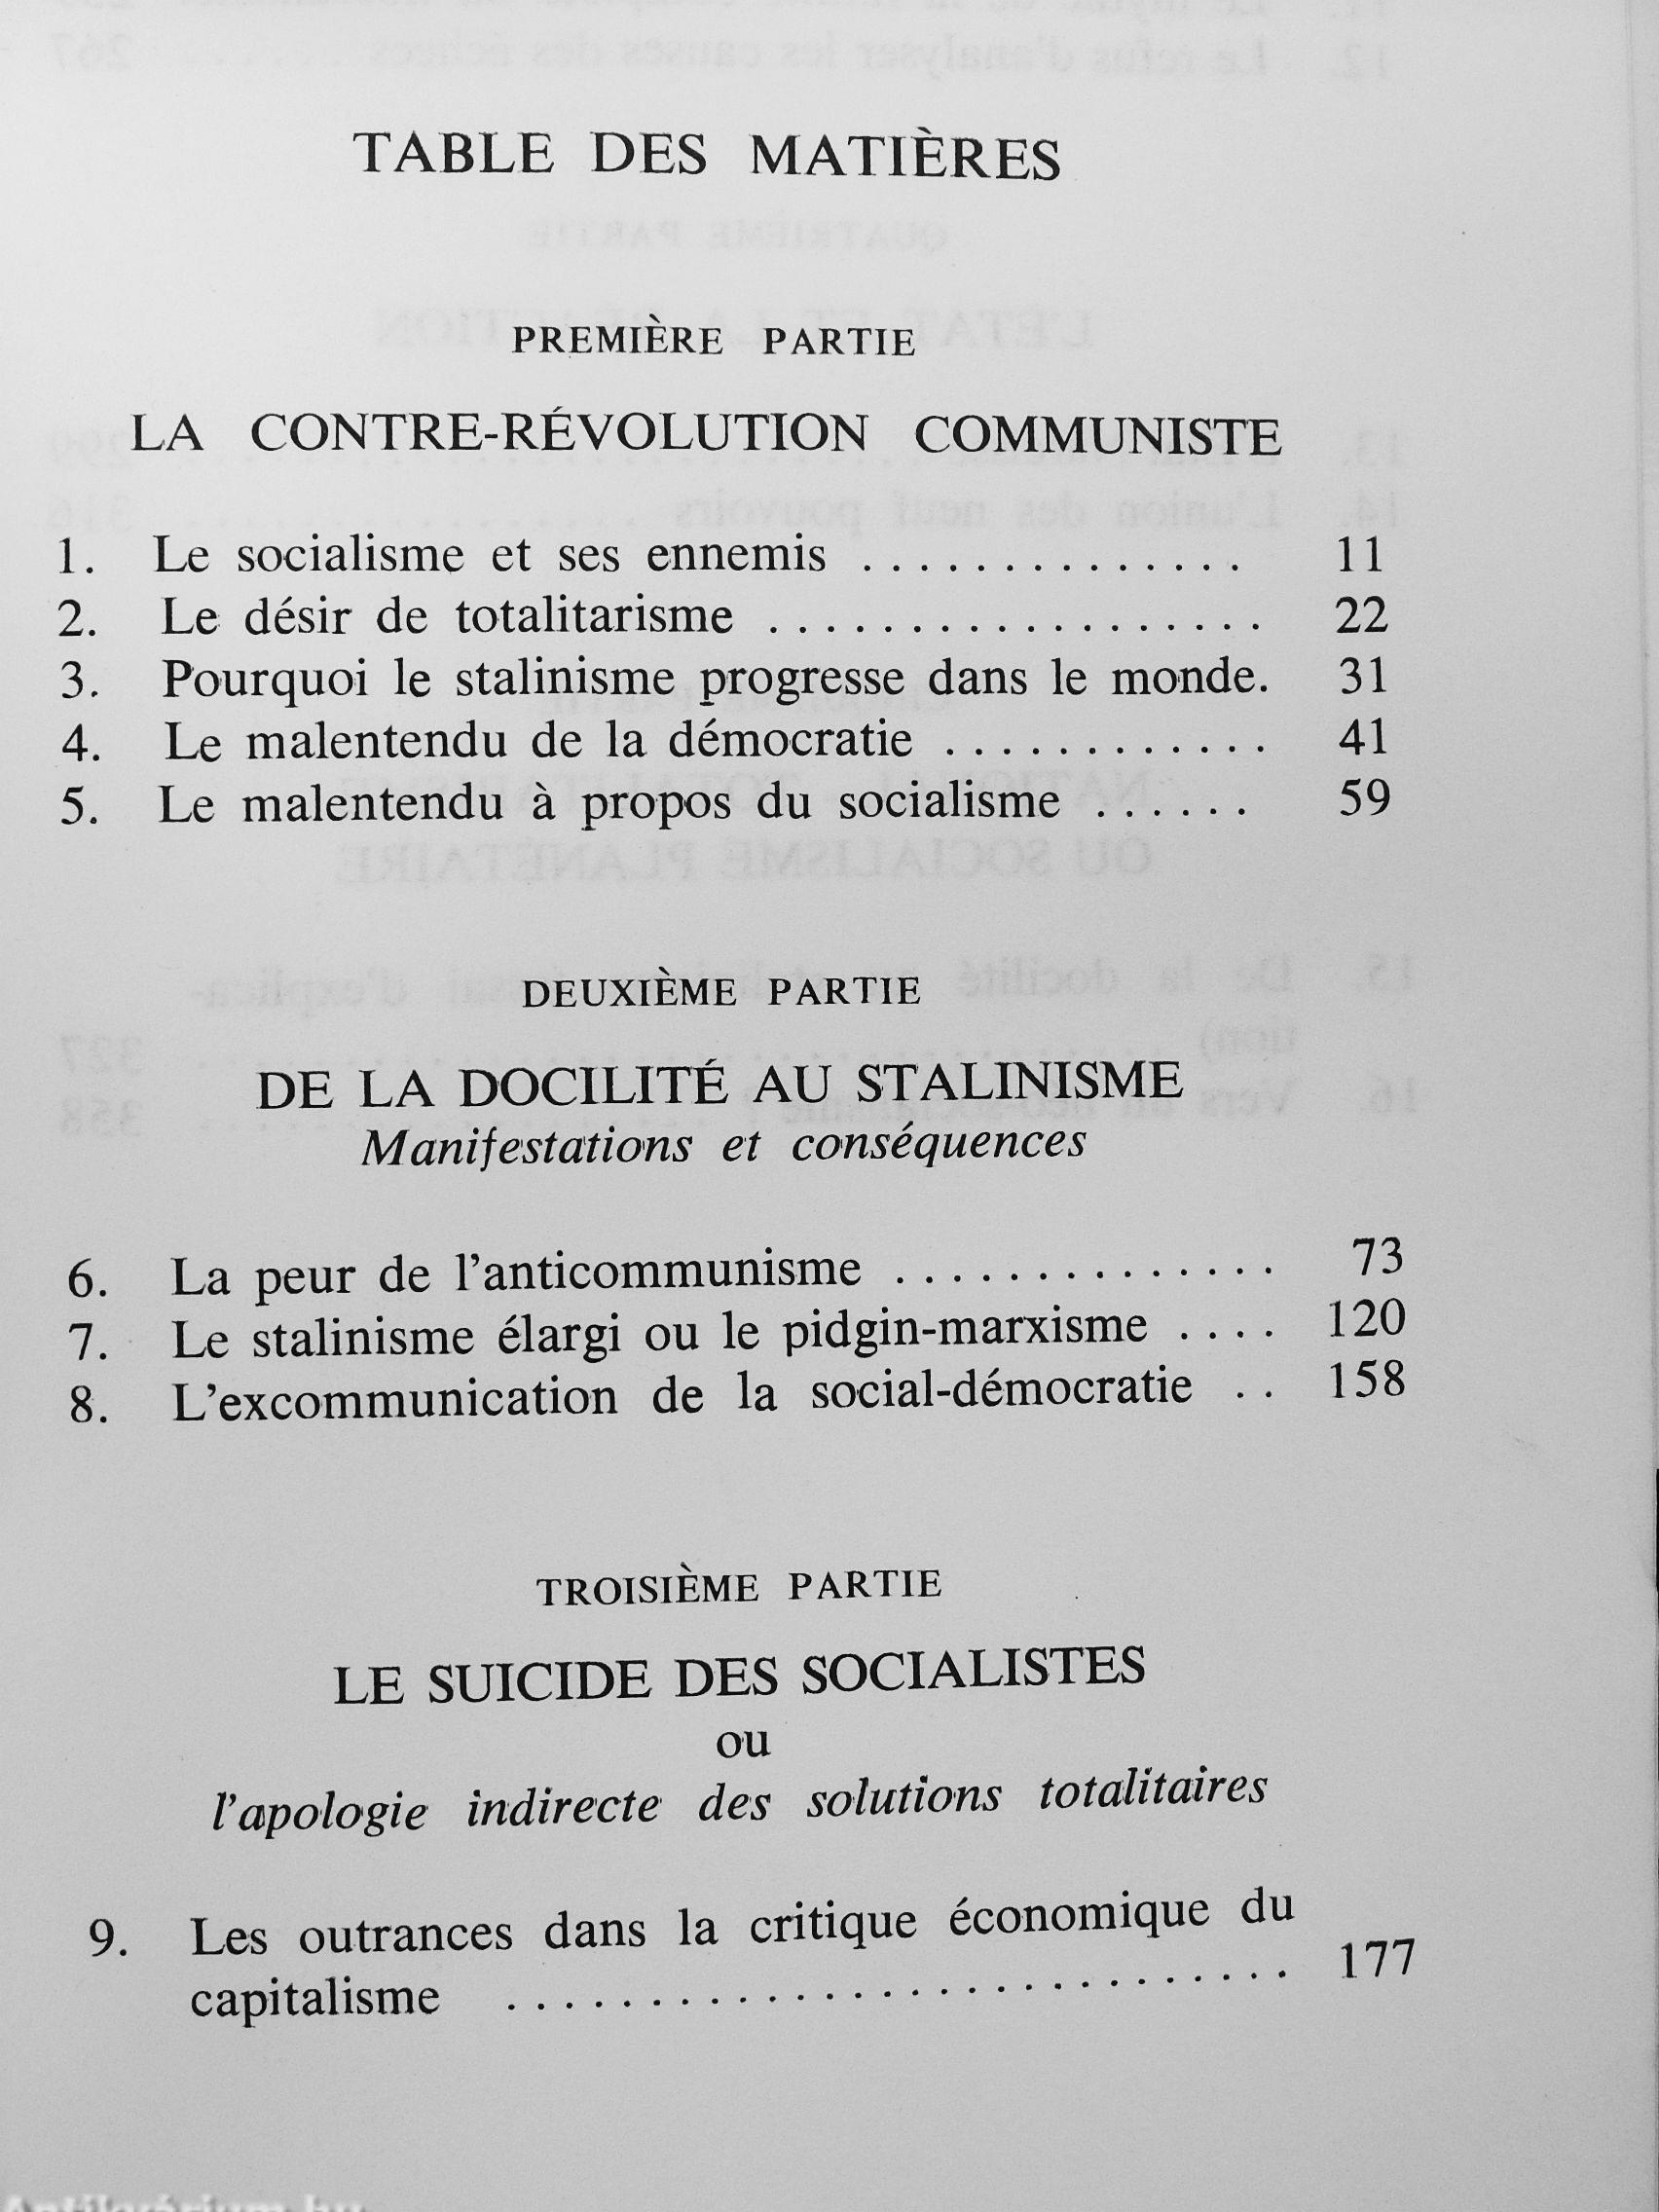 TABLE DES MATIÈRES
PREMIÈRE PARTIE
LA CONTRE-RÉVOLUTION COMMUNISTE
1. Le socialisme et ses ennemis .............. 11
2. Le désir de totalitarisme .................. 22
3. Pourquoi le stalinisme progresse dans le monde. 31
4. Le malentendu de la démocratie ............ 41
5. Le malentendu à propos du socialisme ...... 59
DEUXIÈME PARTIE
DE LA DOCILITÉ AU STALINISME
Manifestations et conséquences
6. La peur de l'anticommunisme .............. 73
7. Le stalinisme élargi ou le pidgin-marxisme .... 120
8. L'excommunication de la social-démocratie .. 158
TROISIÈME PARTIE
LE SUICIDE DES SOCIALISTES
ou
l'apologie indirecte des solutions totalitaires
9. Les outrances dans la critique économique du
capitalisme ............................ 177